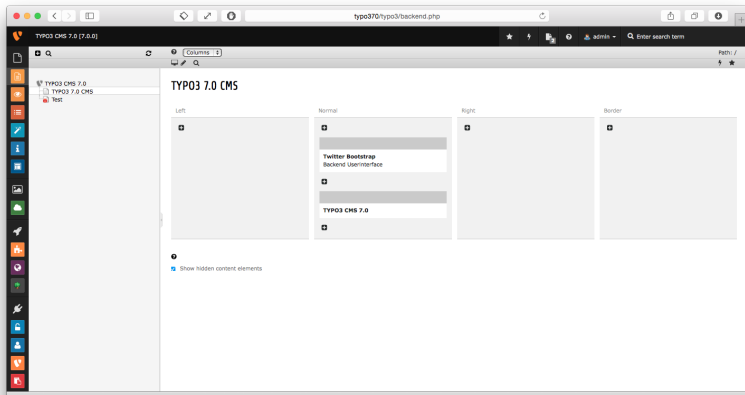 typo370/typo3/backend.php
TYPO3 CMS 7.0 [7.0.0]
admin
Enter search term
Columns
Path: /
TYPO3 CMS 7.0
TYPO3 7.0 CMS
Test
TYPO3 7.0 CMS
Left
Normal
Right
Border
Twitter Bootstrap
Backend UserInterface
TYPO3 CMS 7.0
Show hidden content elements